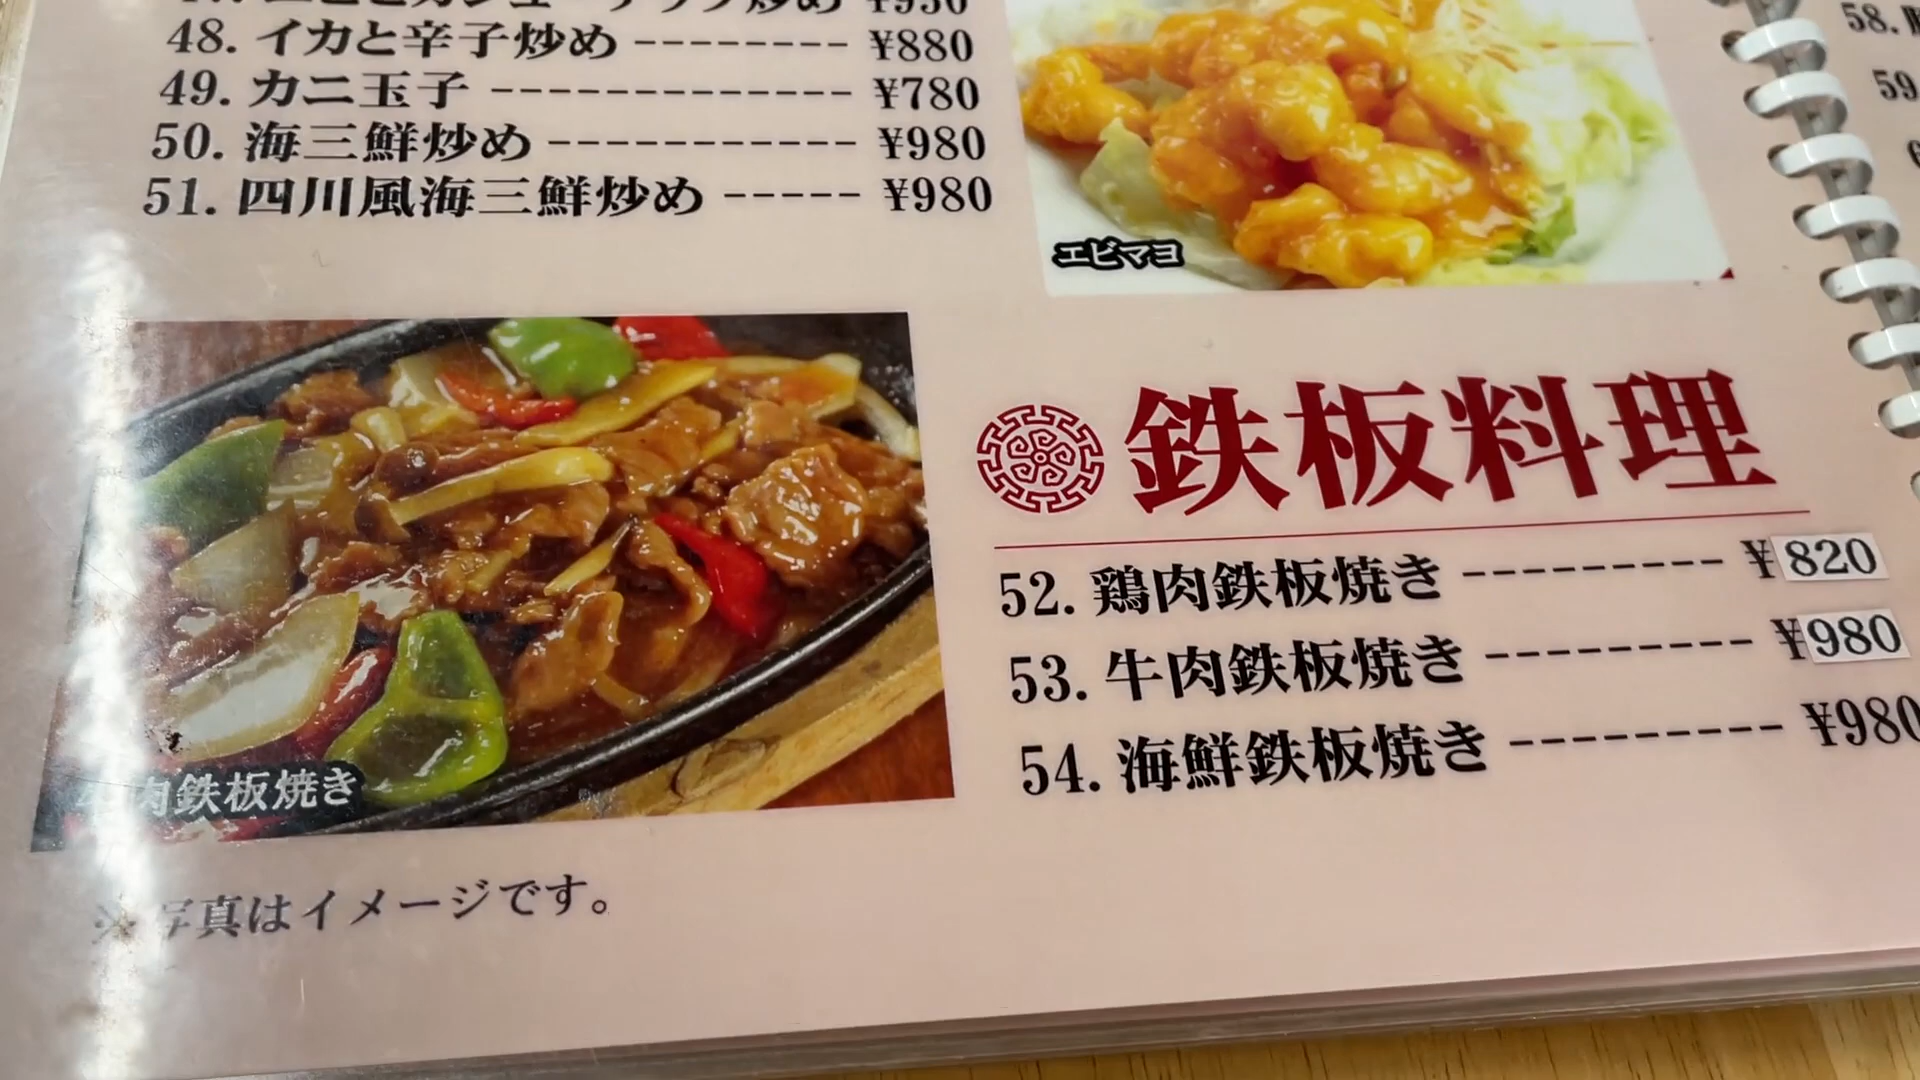 48. イカと辛子炒め -------- ¥880
49. カニ玉子 -------------- ¥780
50. 海三鮮炒め ------------ ¥980
51. 四川風海三鮮炒め ----- ¥980
エビマヨ
鉄板料理
52. 鶏肉鉄板焼き ---------- ¥820
53. 牛肉鉄板焼き ---------- ¥980
54. 海鮮鉄板焼き ---------- ¥980
肉鉄板焼き
※写真はイメージです。
58.
59.